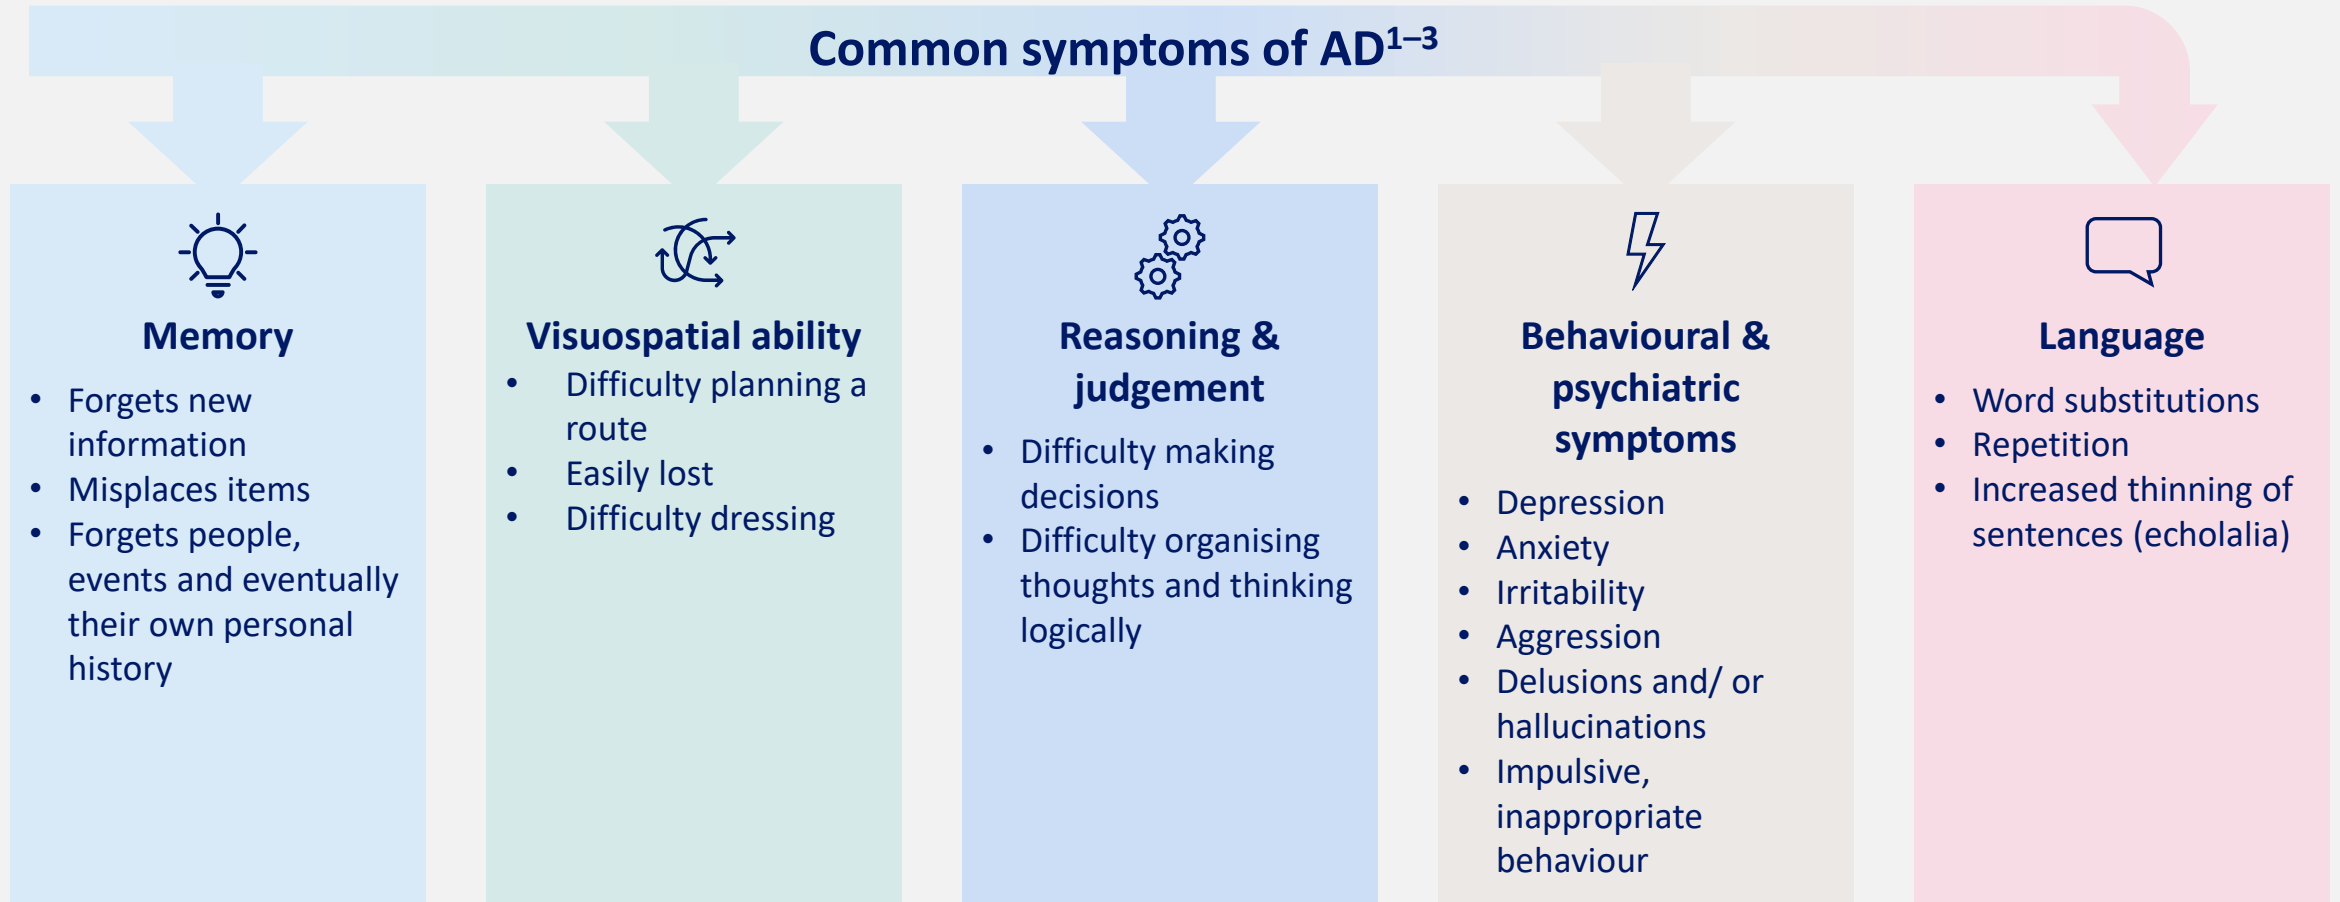 Common symptoms of AD¹⁻³
Memory
• Forgets new
information
• Misplaces items
• Forgets people,
events and eventually
their own personal
history
Visuospatial ability
• Difficulty planning a
route
• Easily lost
• Difficulty dressing
Reasoning &
judgement
• Difficulty making
decisions
• Difficulty organising
thoughts and thinking
logically
Behavioural &
psychiatric
symptoms
• Depression
• Anxiety
• Irritability
• Aggression
• Delusions and/ or
hallucinations
• Impulsive,
inappropriate
behaviour
Language
• Word substitutions
• Repetition
• Increased thinning of
sentences (echolalia)